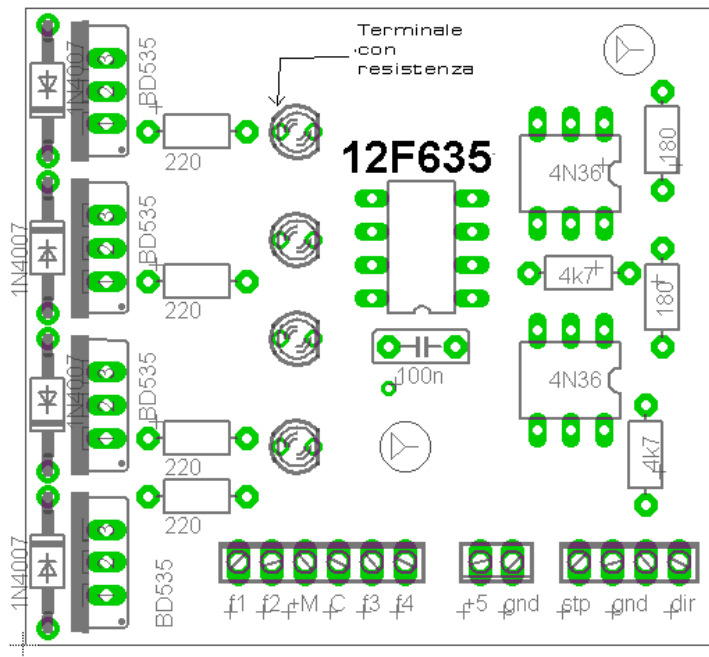 Terminale
con
resistenza
1N4007
BD535
220
12F635
4N36
180
1N4007
BD535
220
4k7
180
1N4007
BD535
220
100n
4N36
4k7
220
1N4007
BD535
f1 f2 +M C f3 f4
+5 gnd
stp gnd dir